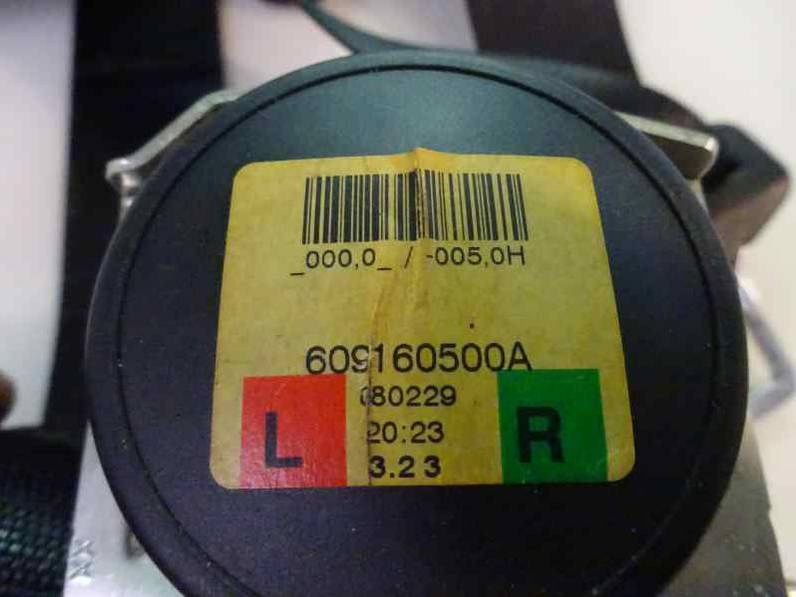 _000,0_ / -005,0H
609160500A
080229
L
R
20:23
3.23